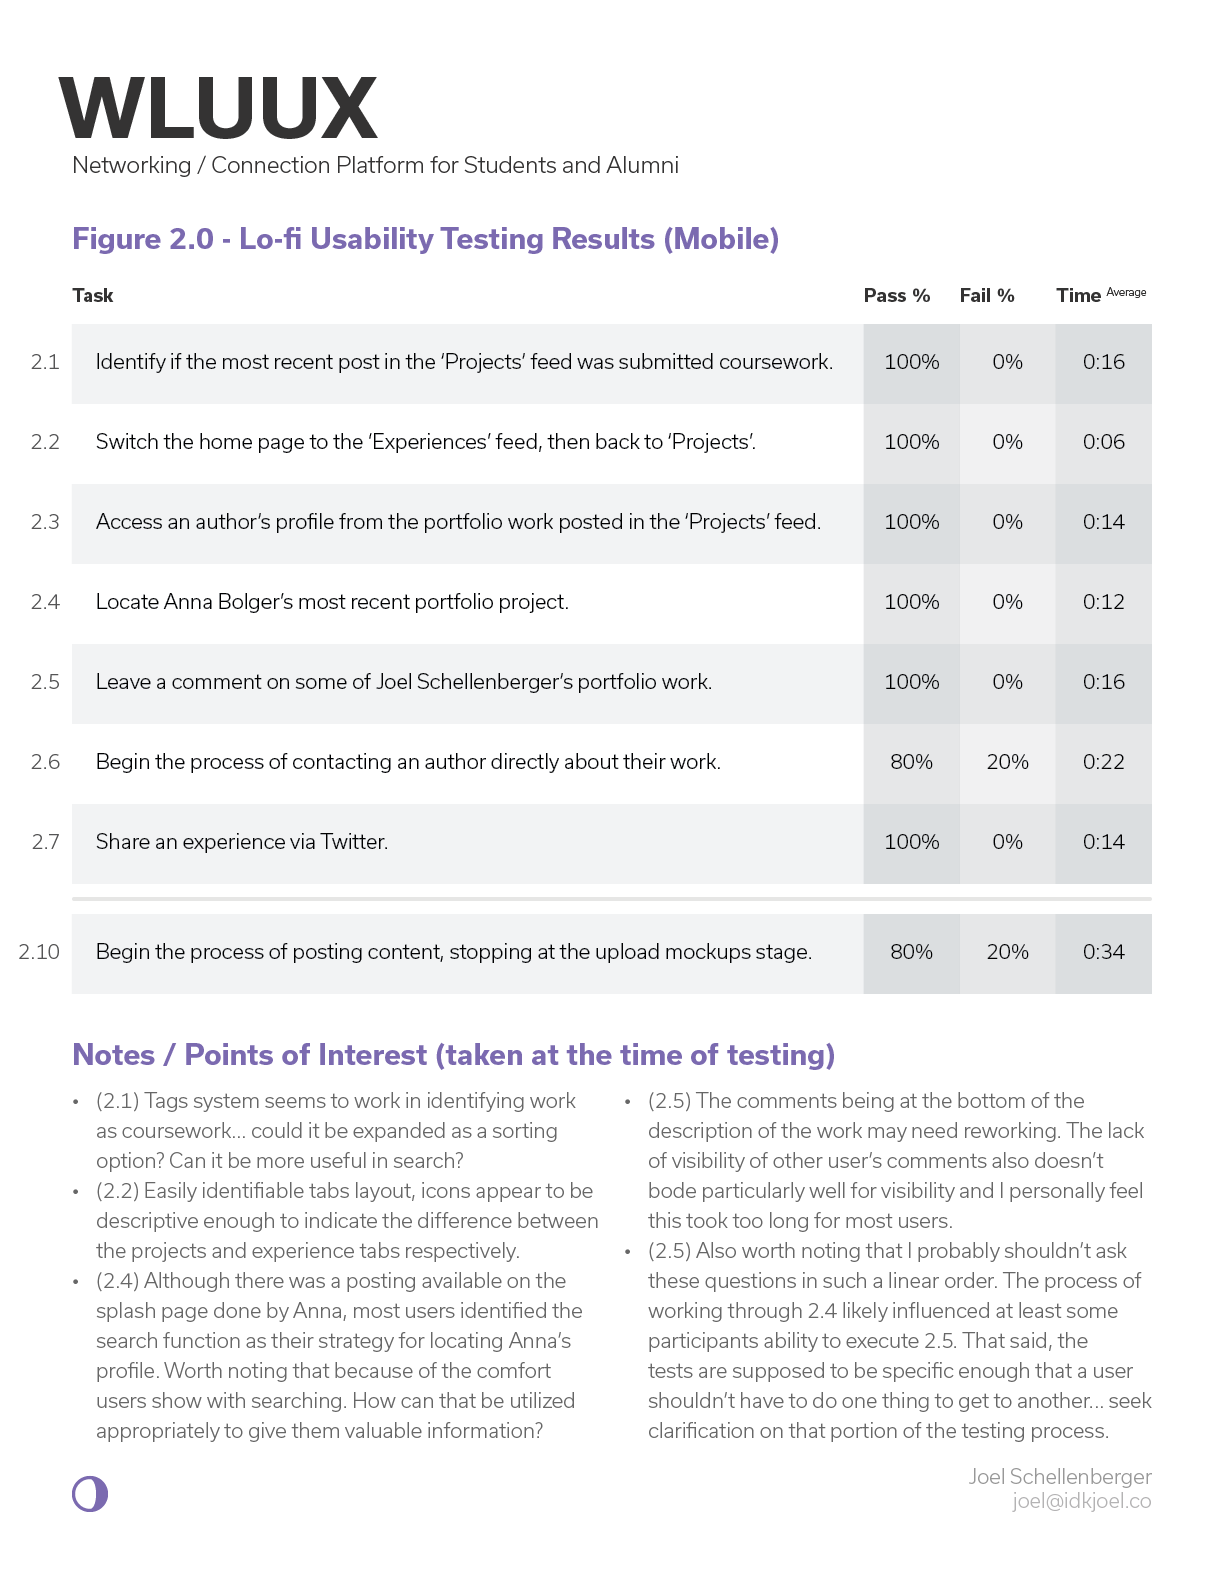 WLUUX
Networking / Connection Platform for Students and Alumni
Figure 2.0 - Lo-fi Usability Testing Results (Mobile)
Task Pass % Fail % Time Average
2.1 Identify if the most recent post in the ‘Projects’ feed was submitted coursework. 100% 0% 0:16
2.2 Switch the home page to the ‘Experiences’ feed, then back to ‘Projects’. 100% 0% 0:06
2.3 Access an author’s profile from the portfolio work posted in the ‘Projects’ feed. 100% 0% 0:14
2.4 Locate Anna Bolger’s most recent portfolio project. 100% 0% 0:12
2.5 Leave a comment on some of Joel Schellenberger’s portfolio work. 100% 0% 0:16
2.6 Begin the process of contacting an author directly about their work. 80% 20% 0:22
2.7 Share an experience via Twitter. 100% 0% 0:14
2.10 Begin the process of posting content, stopping at the upload mockups stage. 80% 20% 0:34
Notes / Points of Interest (taken at the time of testing)
• (2.1) Tags system seems to work in identifying work
as coursework... could it be expanded as a sorting
option? Can it be more useful in search?
• (2.2) Easily identifiable tabs layout, icons appear to be
descriptive enough to indicate the difference between
the projects and experience tabs respectively.
• (2.4) Although there was a posting available on the
splash page done by Anna, most users identified the
search function as their strategy for locating Anna’s
profile. Worth noting that because of the comfort
users show with searching. How can that be utilized
appropriately to give them valuable information?
• (2.5) The comments being at the bottom of the
description of the work may need reworking. The lack
of visibility of other user’s comments also doesn’t
bode particularly well for visibility and I personally feel
this took too long for most users.
• (2.5) Also worth noting that I probably shouldn’t ask
these questions in such a linear order. The process of
working through 2.4 likely influenced at least some
participants ability to execute 2.5. That said, the
tests are supposed to be specific enough that a user
shouldn’t have to do one thing to get to another... seek
clarification on that portion of the testing process.
Joel Schellenberger
joel@idkjoel.co